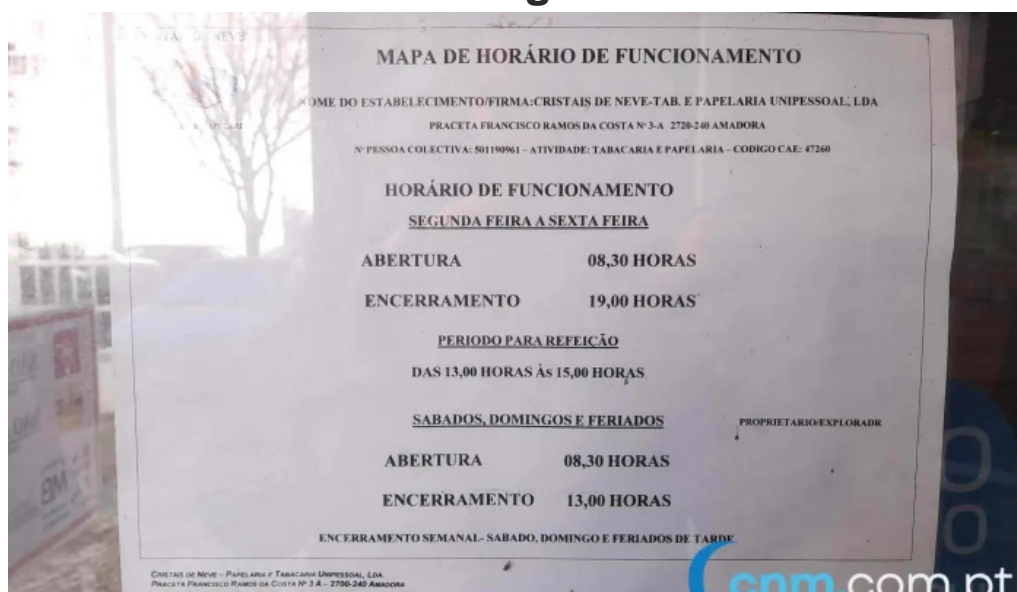 MAPA DE HORÁRIO DE FUNCIONAMENTO
NOME DO ESTABELECIMENTO/FIRMA:CRISTAIS DE NEVE-TAB. E PAPELARIA UNIPESSOAL, LDA
PRACETA FRANCISCO RAMOS DA COSTA Nº 3-A 2720-240 AMADORA
Nº PESSOA COLECTIVA: 501190961 – ATIVIDADE: TABACARIA E PAPELARIA – CODIGO CAE: 47260
HORÁRIO DE FUNCIONAMENTO
SEGUNDA FEIRA A SEXTA FEIRA
ABERTURA 08,30 HORAS
ENCERRAMENTO 19,00 HORAS
PERIODO PARA REFEIÇÃO
DAS 13,00 HORAS Às 15,00 HORAS
SABADOS, DOMINGOS E FERIADOS
PROPRIETARIO/EXPLORADR
ABERTURA 08,30 HORAS
ENCERRAMENTO 13,00 HORAS
ENCERRAMENTO SEMANAL- SABADO, DOMINGO E FERIADOS DE TARDE
CRISTAIS DE NEVE – PAPELARIA E TABACARIA UNIPESSOAL, LDA.
PRACETA FRANCISCO RAMOS DA COSTA Nº 3 A – 2700-240 AMADORA
cnm.com.pt